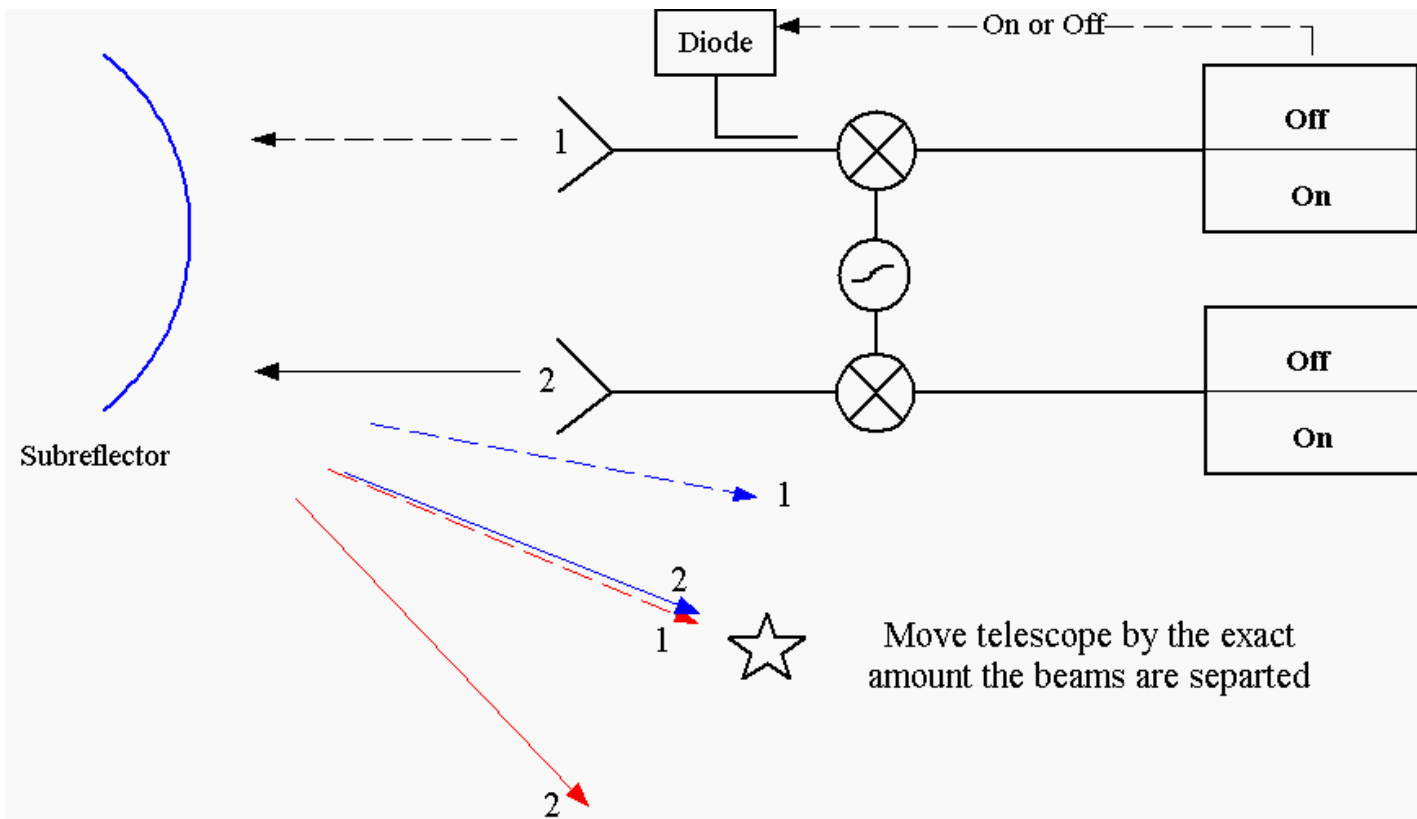 Diode
On or Off
Off
On
1
2
Off
On
Subreflector
1
2
1
Move telescope by the exact
amount the beams are separted
2